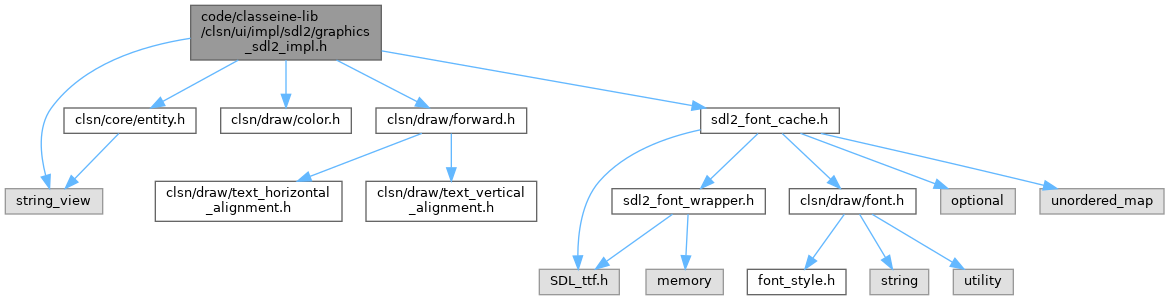 code/classeine-lib
/clsn/ui/impl/sdl2/graphics
_sdl2_impl.h
clsn/core/entity.h
clsn/draw/color.h
clsn/draw/forward.h
sdl2_font_cache.h
string_view
clsn/draw/text_horizontal
_alignment.h
clsn/draw/text_vertical
_alignment.h
sdl2_font_wrapper.h
clsn/draw/font.h
optional
unordered_map
SDL_ttf.h
memory
font_style.h
string
utility